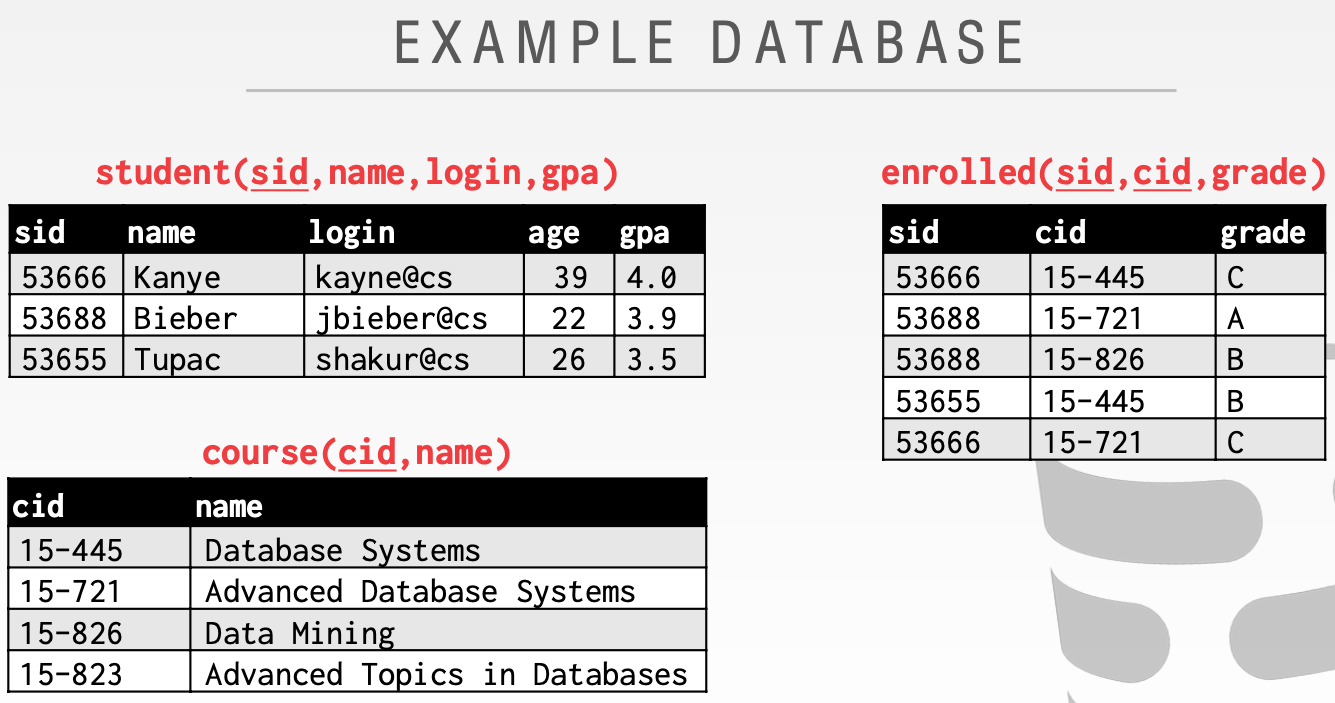 EXAMPLE DATABASE
student(sid,name,login,gpa)
sid name login age gpa
53666 Kanye kayne@cs 39 4.0
53688 Bieber jbieber@cs 22 3.9
53655 Tupac shakur@cs 26 3.5
enrolled(sid,cid,grade)
sid cid grade
53666 15-445 C
53688 15-721 A
53688 15-826 B
53655 15-445 B
53666 15-721 C
course(cid,name)
cid name
15-445 Database Systems
15-721 Advanced Database Systems
15-826 Data Mining
15-823 Advanced Topics in Databases